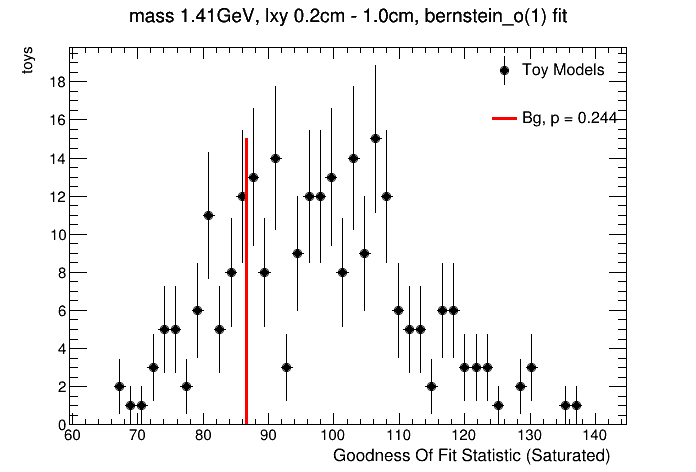 mass 1.41GeV, lxy 0.2cm - 1.0cm, bernstein_o(1) fit
toys
Toy Models
Bg, p = 0.244
18
16
14
12
10
8
6
4
2
0
60 70 80 90 100 110 120 130 140
Goodness Of Fit Statistic (Saturated)